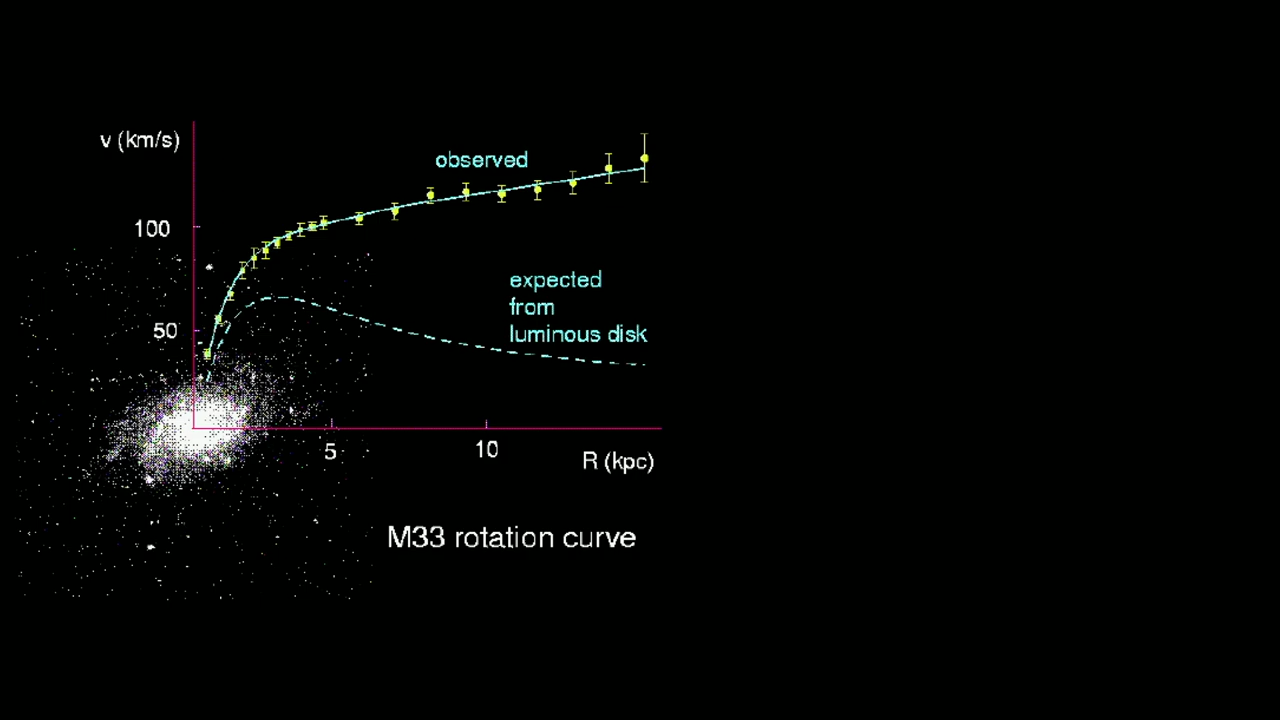 v (km/s)
observed
100
expected
from
luminous disk
50
5
10
R (kpc)
M33 rotation curve